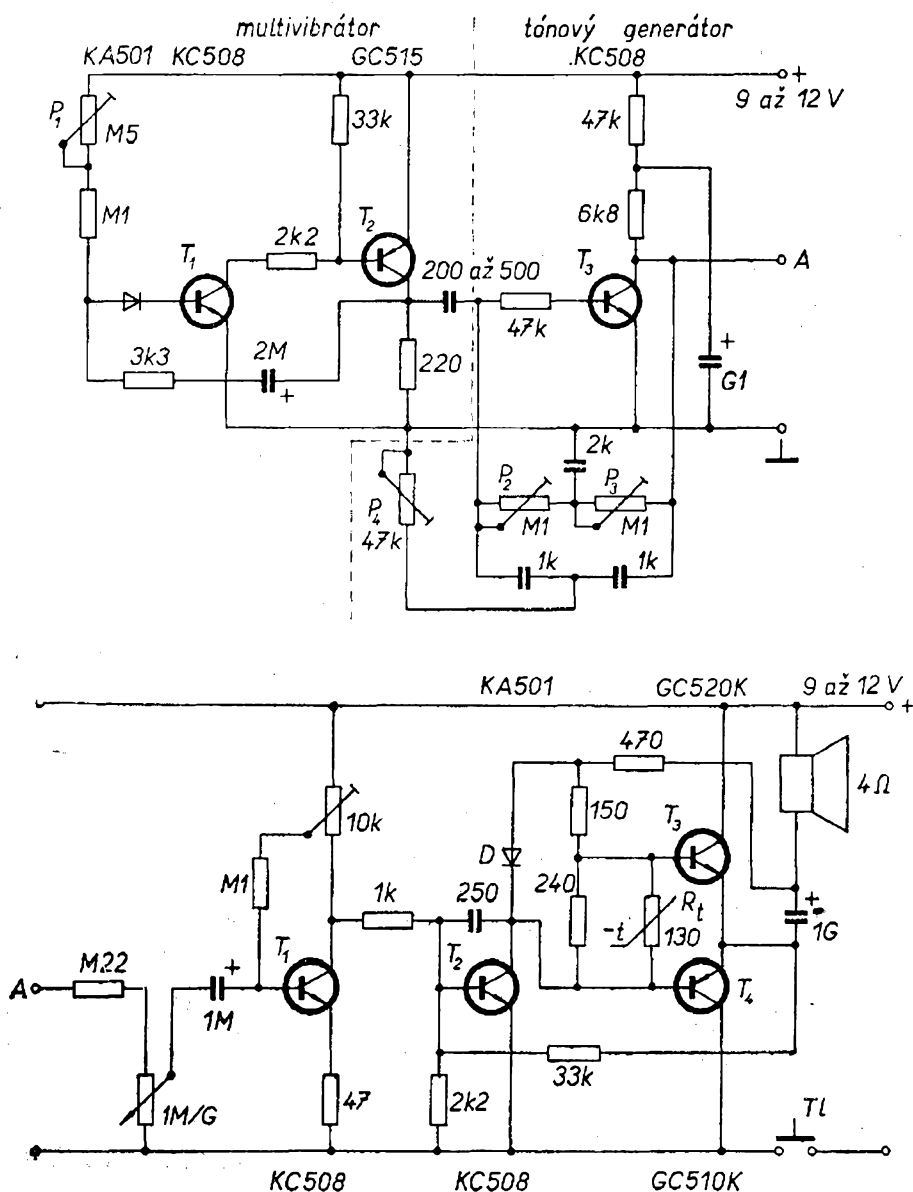 multivibrátor
tónový generátor
KA501 KC508 GC515 .KC508
+
9 až 12 V
P1
M5
33k
47k
M1
6k8
T1
2k2
T2
T3
A
200 až 500
47k
3k3
2M
+
220
+
G1
2k
P2
P3
P4
47k
M1
M1
1k
1k
KA501
GC520K
9 až 12 V
+
470
4Ω
150
10k
T3
D
M1
240
1k
250
Rt
-t
130
+
1G
T1
T2
T4
M22
A
+
1M
33k
1M/G
47
2k2
Tl
KC508
KC508
GC510K